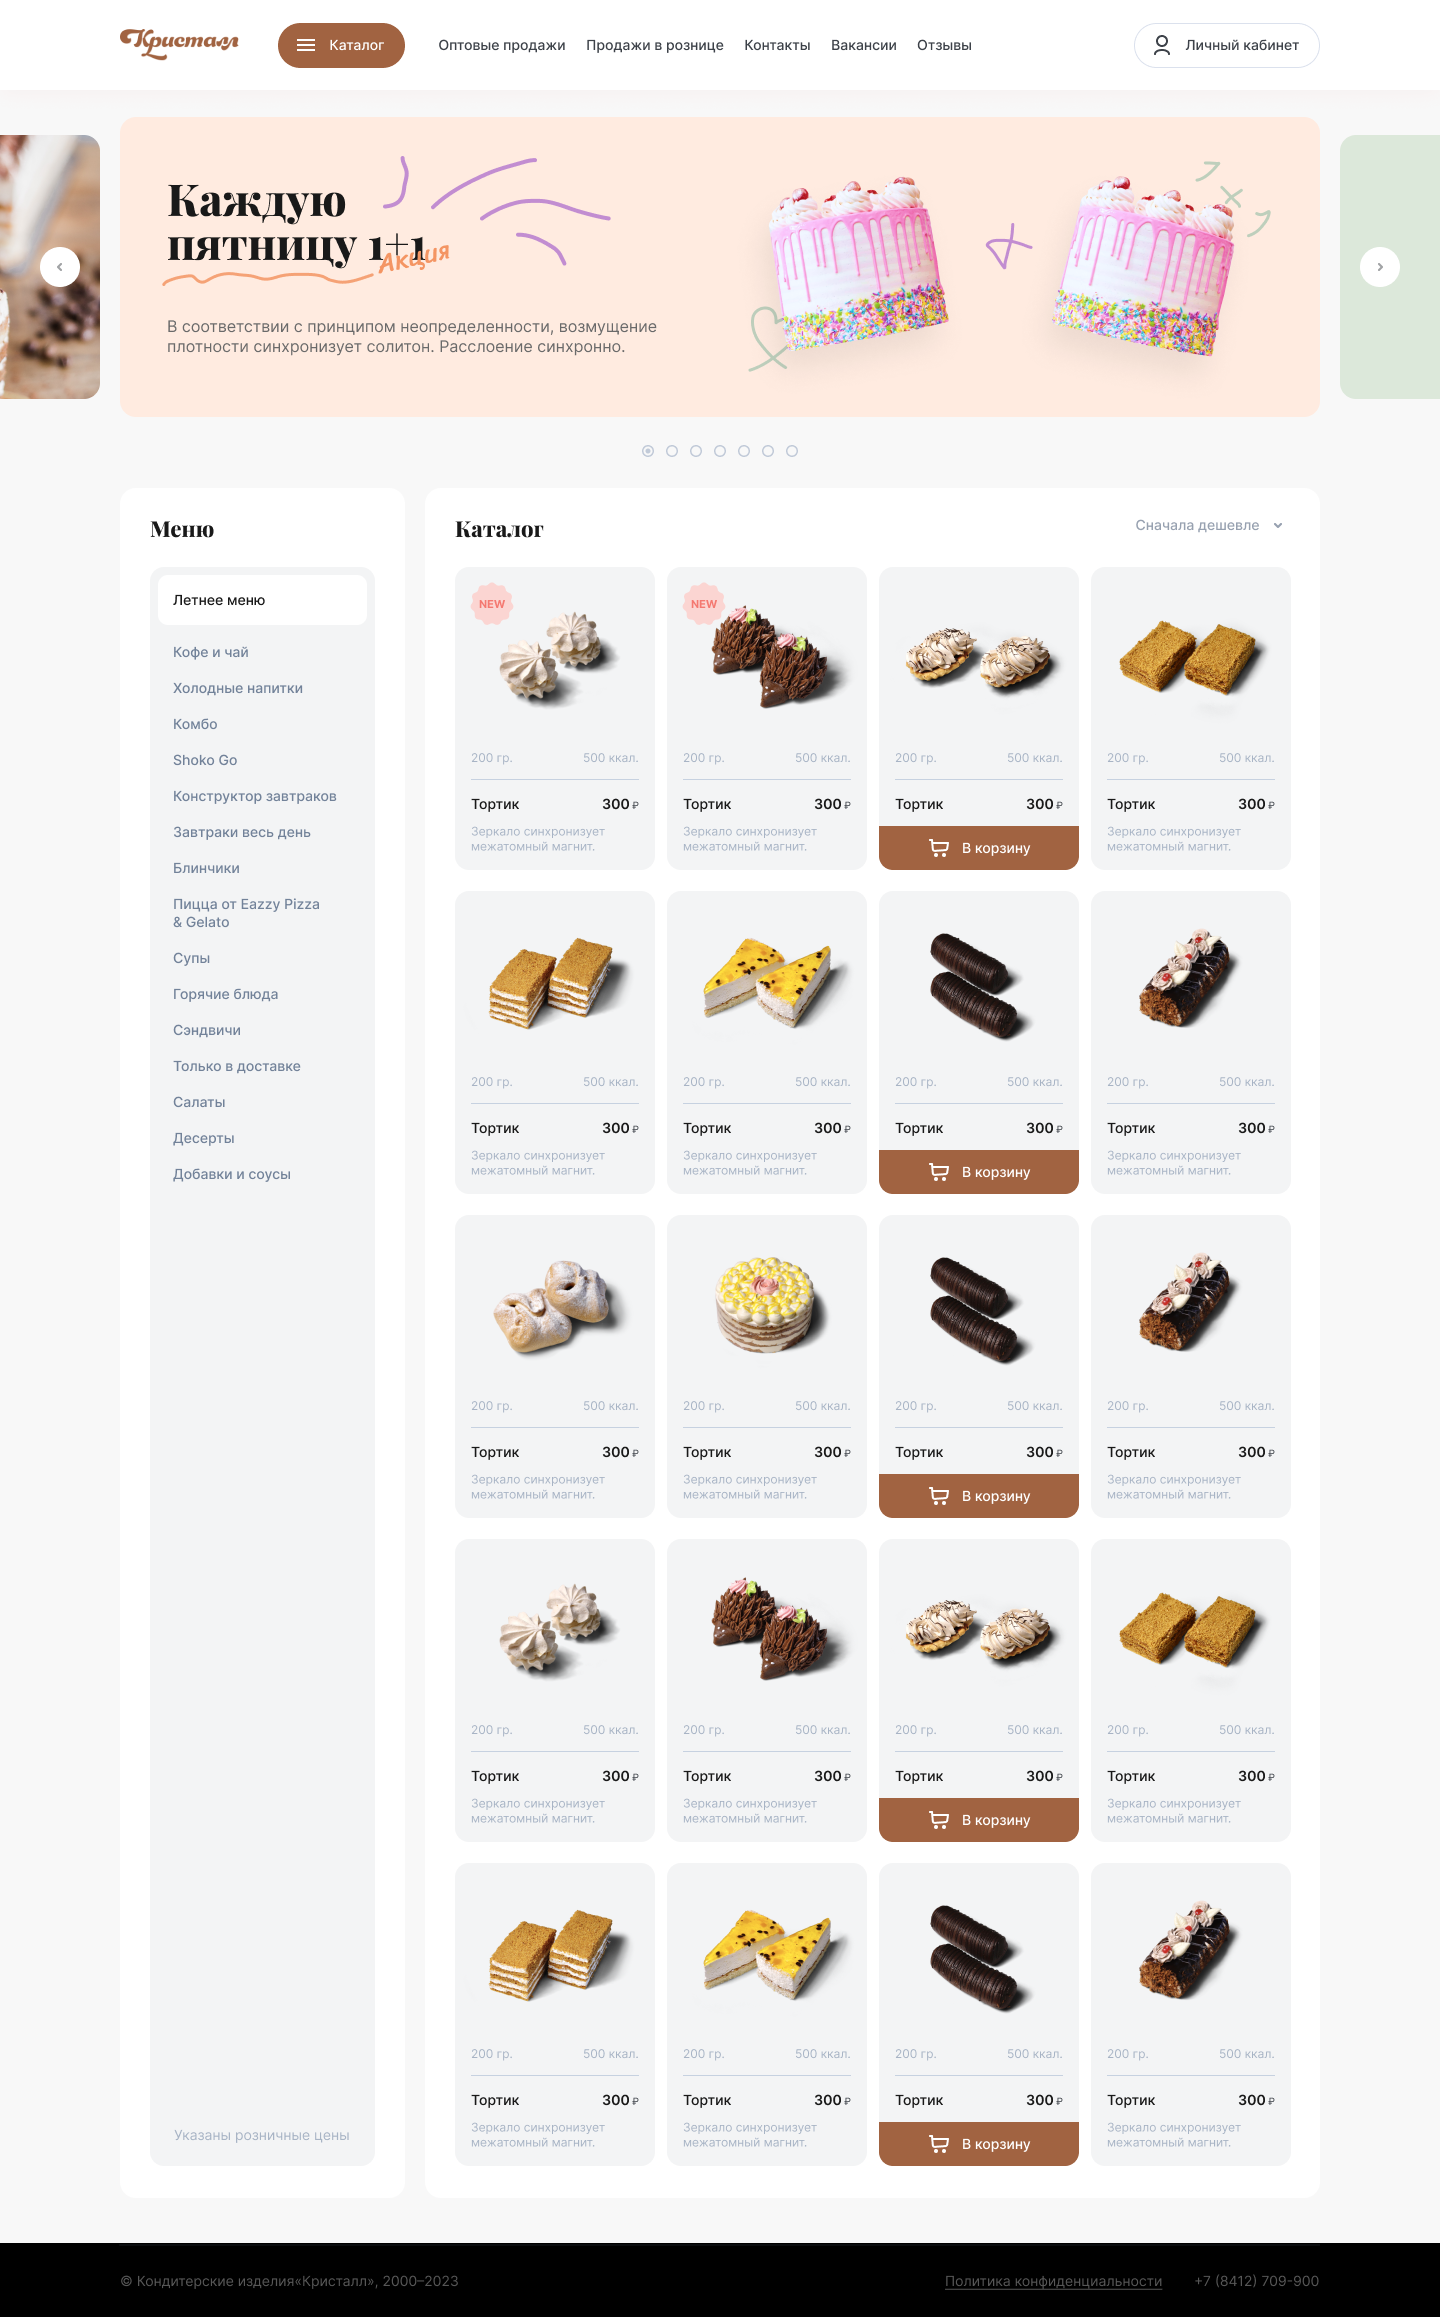 Кристалл
Каталог
Оптовые продажи
Продажи в рознице
Контакты
Вакансии
Отзывы
Личный кабинет
Каждую
пятницу 1+1
Акция
В соответствии с принципом неопределенности, возмущение
плотности синхронизует солитон. Расслоение синхронно.
Меню
Летнее меню
Кофе и чай
Холодные напитки
Комбо
Shoko Go
Конструктор завтраков
Завтраки весь день
Блинчики
Пицца от Eazzy Pizza
& Gelato
Супы
Горячие блюда
Сэндвичи
Только в доставке
Салаты
Десерты
Добавки и соусы
Указаны розничные цены
Каталог
Сначала дешевле
NEW
NEW
200 гр. 500 ккал. 200 гр. 500 ккал. 200 гр. 500 ккал. 200 гр. 500 ккал.
Тортик 300 ₽ Тортик 300 ₽ Тортик 300 ₽ Тортик 300 ₽
Зеркало синхронизует Зеркало синхронизует Зеркало синхронизует
межатомный магнит. межатомный магнит. В корзину межатомный магнит.
200 гр. 500 ккал. 200 гр. 500 ккал. 200 гр. 500 ккал. 200 гр. 500 ккал.
Тортик 300 ₽ Тортик 300 ₽ Тортик 300 ₽ Тортик 300 ₽
Зеркало синхронизует Зеркало синхронизует Зеркало синхронизует
межатомный магнит. межатомный магнит. В корзину межатомный магнит.
200 гр. 500 ккал. 200 гр. 500 ккал. 200 гр. 500 ккал. 200 гр. 500 ккал.
Тортик 300 ₽ Тортик 300 ₽ Тортик 300 ₽ Тортик 300 ₽
Зеркало синхронизует Зеркало синхронизует Зеркало синхронизует
межатомный магнит. межатомный магнит. В корзину межатомный магнит.
200 гр. 500 ккал. 200 гр. 500 ккал. 200 гр. 500 ккал. 200 гр. 500 ккал.
Тортик 300 ₽ Тортик 300 ₽ Тортик 300 ₽ Тортик 300 ₽
Зеркало синхронизует Зеркало синхронизует Зеркало синхронизует
межатомный магнит. межатомный магнит. В корзину межатомный магнит.
200 гр. 500 ккал. 200 гр. 500 ккал. 200 гр. 500 ккал. 200 гр. 500 ккал.
Тортик 300 ₽ Тортик 300 ₽ Тортик 300 ₽ Тортик 300 ₽
Зеркало синхронизует Зеркало синхронизует Зеркало синхронизует
межатомный магнит. межатомный магнит. В корзину межатомный магнит.
© Кондитерские изделия«Кристалл», 2000–2023
Политика конфиденциальности
+7 (8412) 709-900